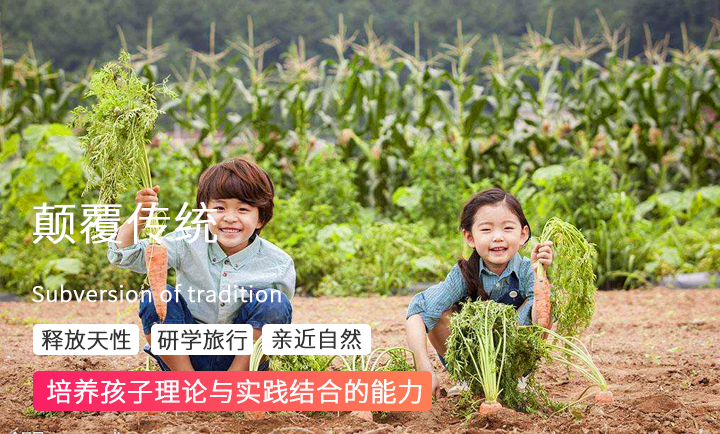 颠覆传统
Subversion of tradition
释放天性 研学旅行 亲近自然
培养孩子理论与实践结合的能力